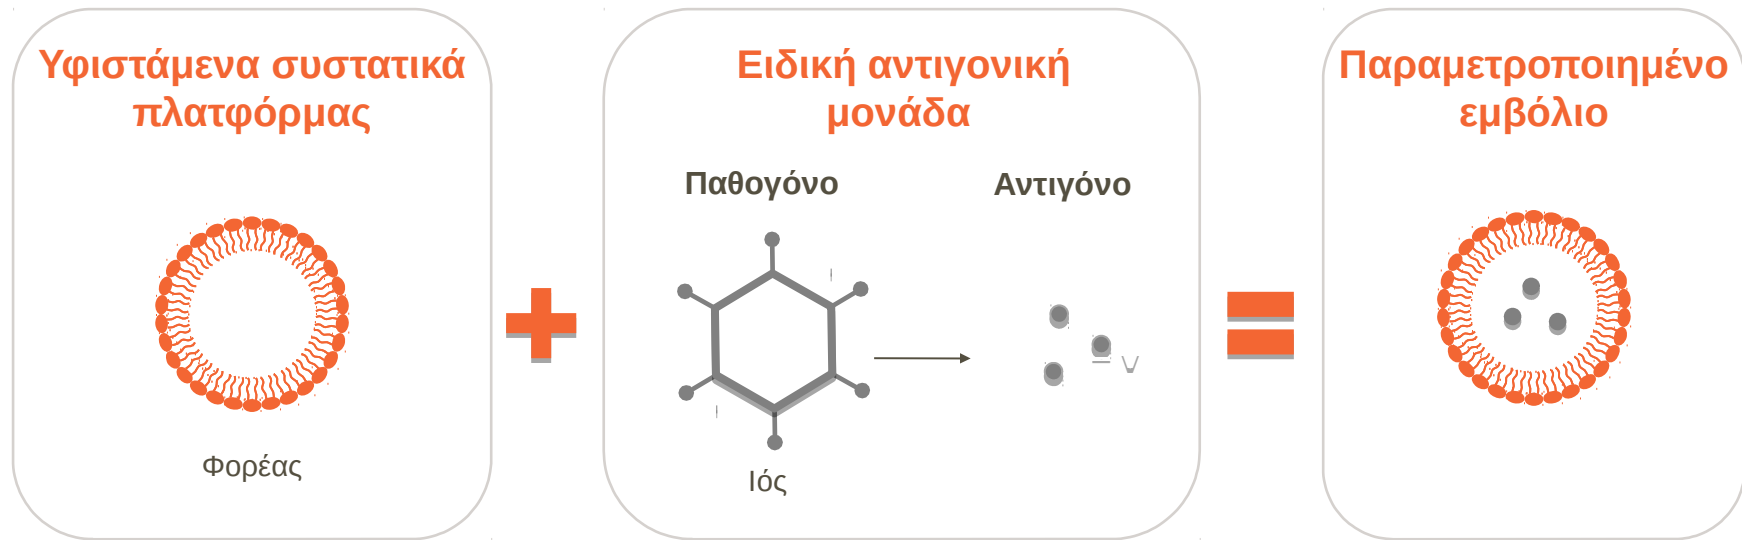 Υφιστάμενα συστατικά
πλατφόρμας
Φορέας
Ειδική αντιγονική
μονάδα
Παθογόνο
Αντιγόνο
Ιός
Παραμετροποιημένο
εμβόλιο